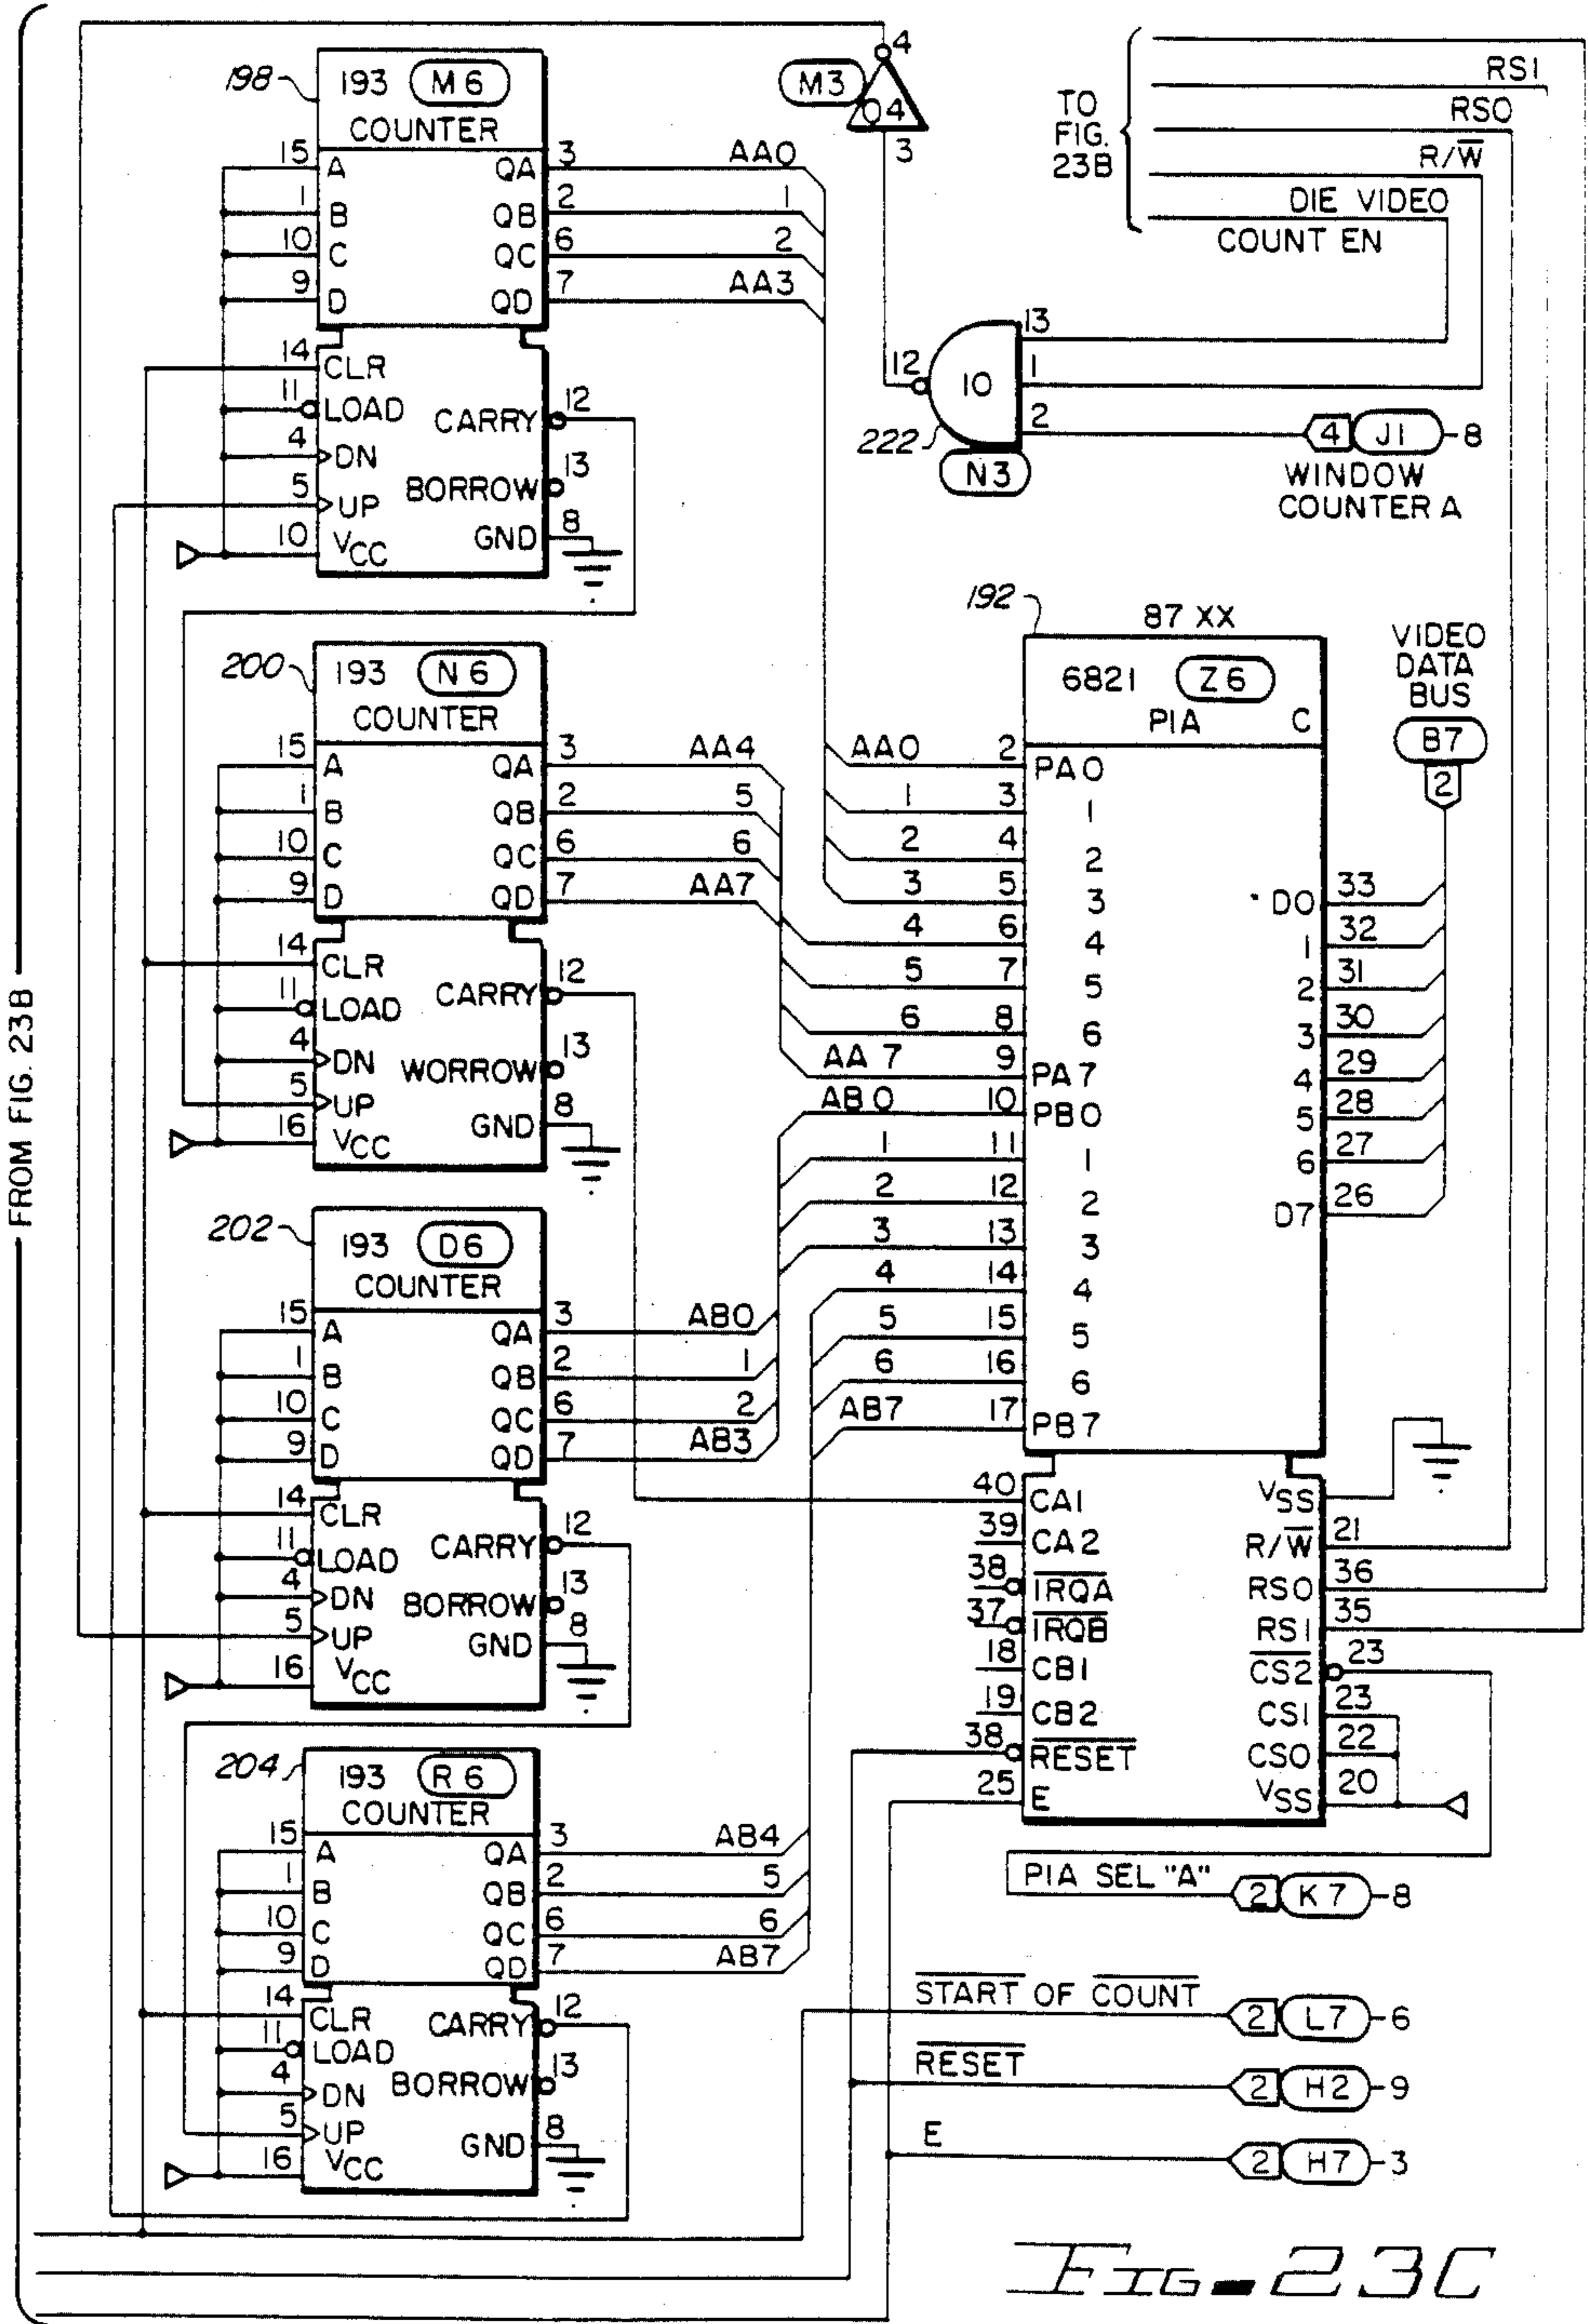 FROM FIG. 23B
198
193 M6
COUNTER
15 A QA 3 AA0
1 B QB 2 1
10 C QC 6 2
9 D QD 7 AA3
14 CLR
11 LOAD CARRY 12
4 DN
5 UP BORROW 13
10 VCC GND 8
M3 04 4
3
TO FIG. 23B
RS1
RS0
R/W̅
DIE VIDEO
COUNT EN
13
12 10 1
222 2
N3
4 J1 -8
WINDOW
COUNTER A
200
193 N6
COUNTER
15 A QA 3 AA4
1 B QB 2 5
10 C QC 6 6
9 D QD 7 AA7
14 CLR
11 LOAD CARRY 12
4 DN WORROW 13
5 UP GND 8
16 VCC
202
193 D6
COUNTER
15 A QA 3 AB0
1 B QB 2 1
10 C QC 6 2
9 D QD 7 AB3
14 CLR
11 LOAD CARRY 12
4 DN BORROW 13
5 UP GND 8
16 VCC
204
193 R6
COUNTER
15 A QA 3 AB4
1 B QB 2 5
10 C QC 6 6
9 D QD 7 AB7
14 CLR
11 LOAD CARRY 12
4 DN BORROW 13
5 UP GND 8
16 VCC
192
87 XX
6821 Z6
PIA C
VIDEO
DATA
BUS
B7
2
AA0 2 PA0
1 3 1
2 4 2
3 5 3
4 6 4
5 7 5
6 8 6
AA 7 9 PA7
AB 0 10 PB0
1 11 1
2 12 2
3 13 3
4 14 4
5 15 5
6 16 6
AB7 17 PB7
D0 33
1 32
2 31
3 30
4 29
5 28
6 27
D7 26
40 CA1 VSS
39 CA2 R/W̅ 21
38 I̅R̅Q̅A̅ RS0 36
37 I̅R̅Q̅B̅ RS1 35
18 CB1 C̅S̅2̅ 23
19 CB2 CS1 23
38 R̅E̅S̅E̅T̅ CS0 22
25 E VSS 20
PIA SEL "A" 2 K7 -8
S̅T̅A̅R̅T̅ OF C̅O̅U̅N̅T̅ 2 L7 -6
R̅E̅S̅E̅T̅ 2 H2 -9
E 2 H7 -3
FIG-23C